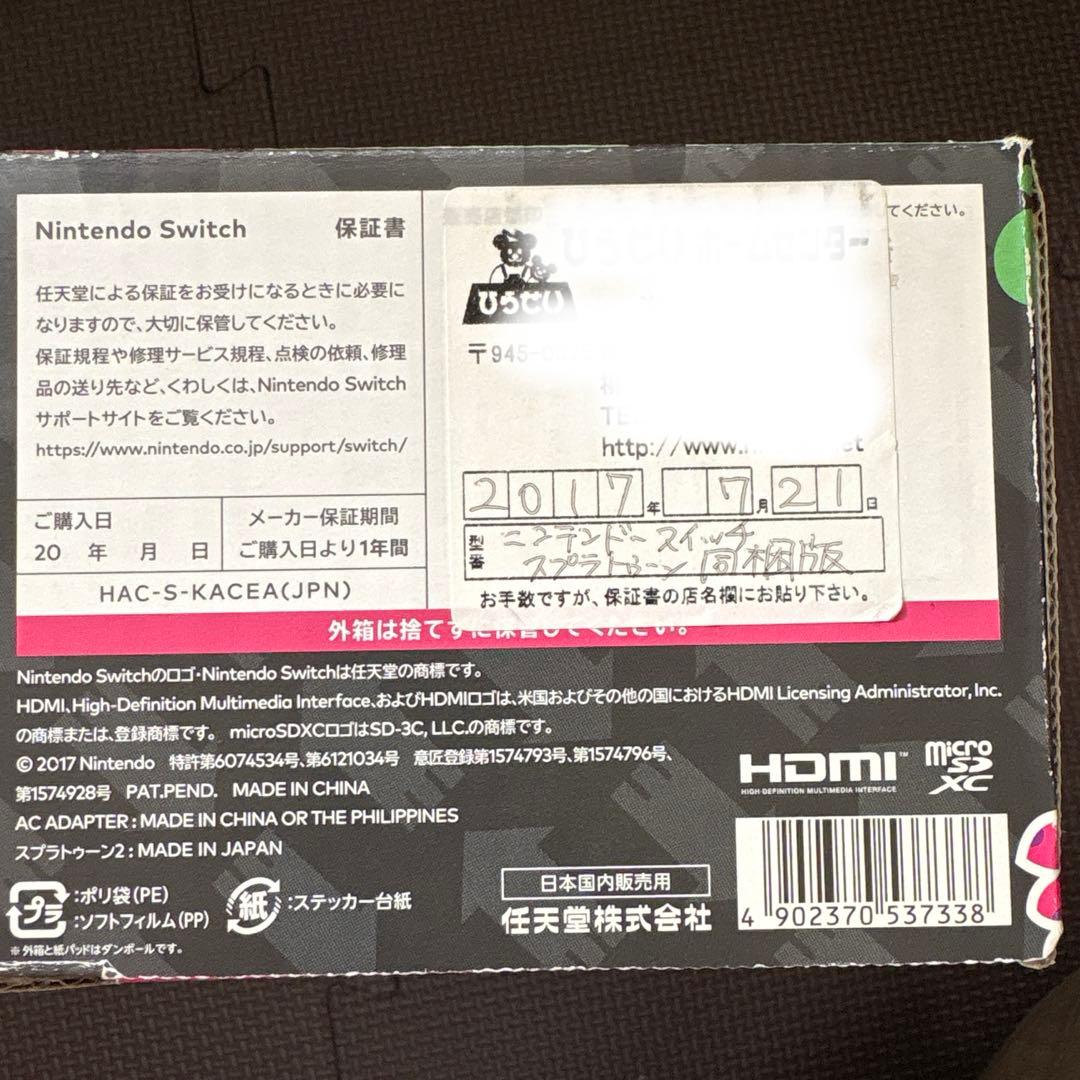 Nintendo Switch 保証書
任天堂による保証をお受けになるときに必要に
なりますので、大切に保管してください。
保証規程や修理サービス規程、点検の依頼、修理
品の送り先など、くわしくは、Nintendo Switch
サポートサイトをご覧ください。
https://www.nintendo.co.jp/support/switch/
ご購入日
20 年 月 日
メーカー保証期間
ご購入日より1年間
HAC-S-KACEA(JPN)
てください。
ひらせい ホームセンター
ひらせい
〒945-
http://www.
2017年 7月21日
型番 ニンテンドースイッチ
スプラトゥーン 同梱版
お手数ですが、保証書の店名欄にお貼り下さい。
外箱は捨てずに保管してください。
Nintendo Switchのロゴ・Nintendo Switchは任天堂の商標です。
HDMI、High-Definition Multimedia Interface、およびHDMIロゴは、米国およびその他の国におけるHDMI Licensing Administrator, Inc.
の商標または、登録商標です。 microSDXCロゴはSD-3C, LLC.の商標です。
© 2017 Nintendo 特許第6074534号、第6121034号 意匠登録第1574793号、第1574796号、
第1574928号 PAT.PEND. MADE IN CHINA
AC ADAPTER : MADE IN CHINA OR THE PHILIPPINES
スプラトゥーン2 : MADE IN JAPAN
HDMI™
HIGH-DEFINITION MULTIMEDIA INTERFACE
micro SD XC
プラ :ポリ袋(PE)
:ソフトフィルム(PP)
紙 :ステッカー台紙
※外箱と紙パッドはダンボールです。
日本国内販売用
任天堂株式会社
4 902370 537338